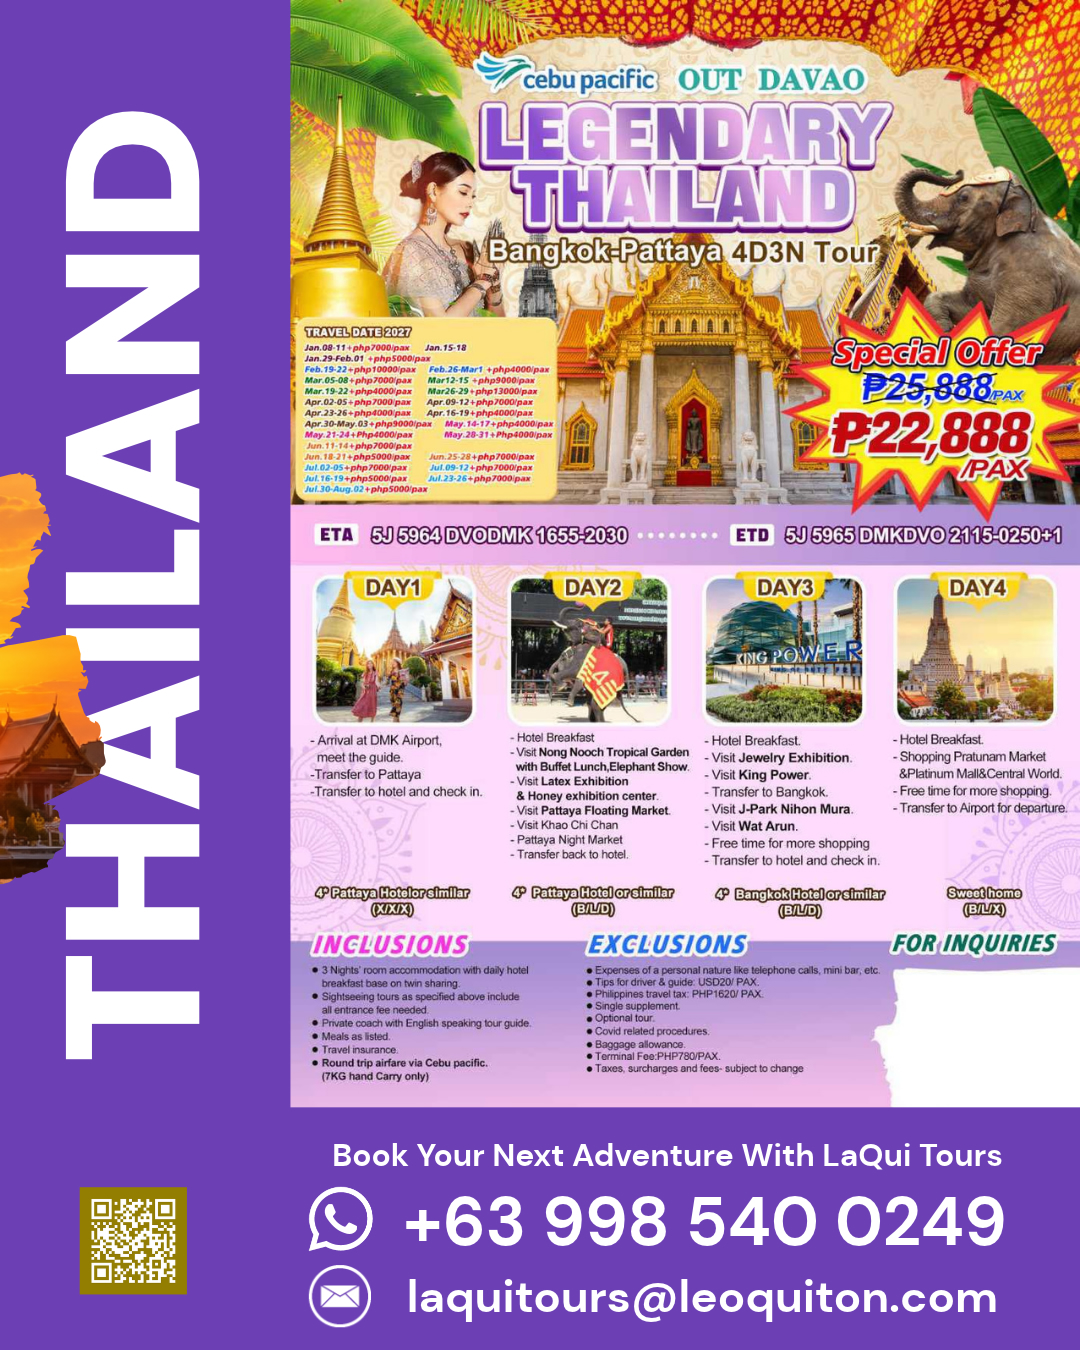 THAILAND
cebu pacific OUT DAVAO
LEGENDARY
THAILAND
Bangkok-Pattaya 4D3N Tour
TRAVEL DATE 2027
Jan.08-11+php7000/pax Jan.15-18
Jan.29-Feb.01 +php5000/pax
Feb.19-22+php10000/pax Feb.26-Mar1 +php4000/pax
Mar.05-08+php7000/pax Mar12-15 +php9000/pax
Mar.19-22+php4000/pax Mar26-29+php13000/pax
Apr.02-05+php7000/pax Apr.09-12+php7000/pax
Apr.23-26+php4000/pax Apr.16-19+php4000/pax
Apr.30-May.03+php9000/pax May.14-17+php4000/pax
May.21-24+Php4000/pax May.28-31+Php4000/pax
Jun.11-14+php7000/pax
Jun.18-21+php5000/pax Jun.25-28+php7000/pax
Jul.02-05+php7000/pax Jul.09-12+php7000/pax
Jul.16-19+php5000/pax Jul.23-26+php7000/pax
Jul.30-Aug.02+php5000/pax
Special Offer
₱25,888/PAX
₱22,888
/PAX
ETA 5J 5964 DVODMK 1655-2030 ········ ETD 5J 5965 DMKDVO 2115-0250+1
DAY1
- Arrival at DMK Airport,
meet the guide.
-Transfer to Pattaya
-Transfer to hotel and check in.
4* Pattaya Hotelor similar
(X/X/X)
DAY2
- Hotel Breakfast
- Visit Nong Nooch Tropical Garden
with Buffet Lunch,Elephant Show.
- Visit Latex Exhibition
& Honey exhibition center.
- Visit Pattaya Floating Market.
- Visit Khao Chi Chan
- Pattaya Night Market
- Transfer back to hotel.
4* Pattaya Hotel or similar
(B/L/D)
DAY3
KING POWER
- Hotel Breakfast.
- Visit Jewelry Exhibition.
- Visit King Power.
- Transfer to Bangkok.
- Visit J-Park Nihon Mura.
- Visit Wat Arun.
- Free time for more shopping
- Transfer to hotel and check in.
4* Bangkok Hotel or similar
(B/L/D)
DAY4
- Hotel Breakfast.
- Shopping Pratunam Market
&Platinum Mall&Central World.
- Free time for more shopping.
- Transfer to Airport for departure.
Sweet home
(B/L/X)
INCLUSIONS
● 3 Nights' room accommodation with daily hotel
breakfast base on twin sharing.
● Sightseeing tours as specified above include
all entrance fee needed.
● Private coach with English speaking tour guide.
● Meals as listed.
● Travel insurance.
● Round trip airfare via Cebu pacific.
(7KG hand Carry only)
EXCLUSIONS
● Expenses of a personal nature like telephone calls, mini bar, etc.
● Tips for driver & guide: USD20/ PAX.
● Philippines travel tax: PHP1620/ PAX.
● Single supplement.
● Optional tour.
● Covid related procedures.
● Baggage allowance.
● Terminal Fee:PHP780/PAX.
● Taxes, surcharges and fees- subject to change
FOR INQUIRIES
Book Your Next Adventure With LaQui Tours
+63 998 540 0249
laquitours@leoquiton.com